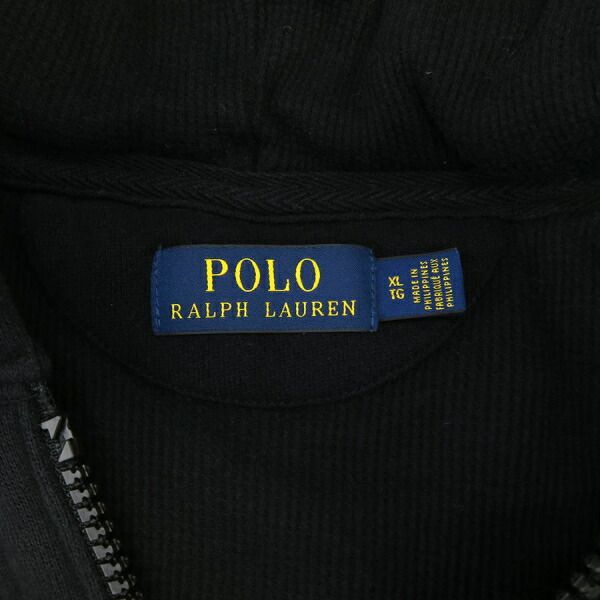 POLO
RALPH LAUREN
XL
TG
MADE IN
PHILIPPINES
FABRIQUÉ AUX
PHILIPPINES